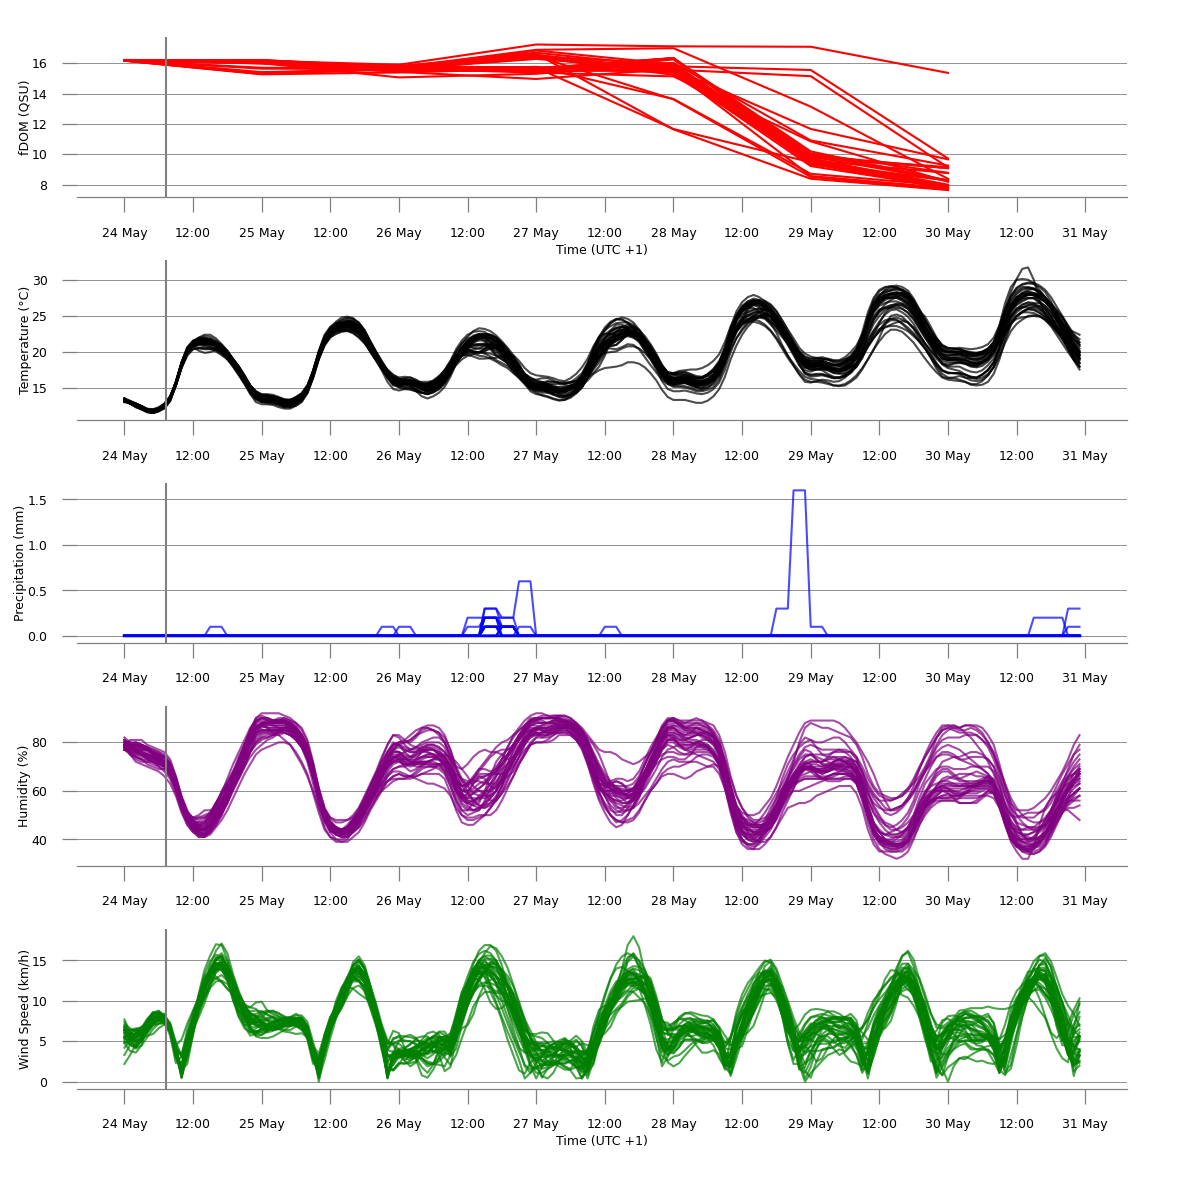 fDOM (QSU)
16
14
12
10
8
24 May 12:00 25 May 12:00 26 May 12:00 27 May 12:00 28 May 12:00 29 May 12:00 30 May 12:00 31 May
Time (UTC +1)
Temperature (°C)
30
25
20
15
24 May 12:00 25 May 12:00 26 May 12:00 27 May 12:00 28 May 12:00 29 May 12:00 30 May 12:00 31 May
Precipitation (mm)
1.5
1.0
0.5
0.0
24 May 12:00 25 May 12:00 26 May 12:00 27 May 12:00 28 May 12:00 29 May 12:00 30 May 12:00 31 May
Humidity (%)
80
60
40
24 May 12:00 25 May 12:00 26 May 12:00 27 May 12:00 28 May 12:00 29 May 12:00 30 May 12:00 31 May
Wind Speed (km/h)
15
10
5
0
24 May 12:00 25 May 12:00 26 May 12:00 27 May 12:00 28 May 12:00 29 May 12:00 30 May 12:00 31 May
Time (UTC +1)